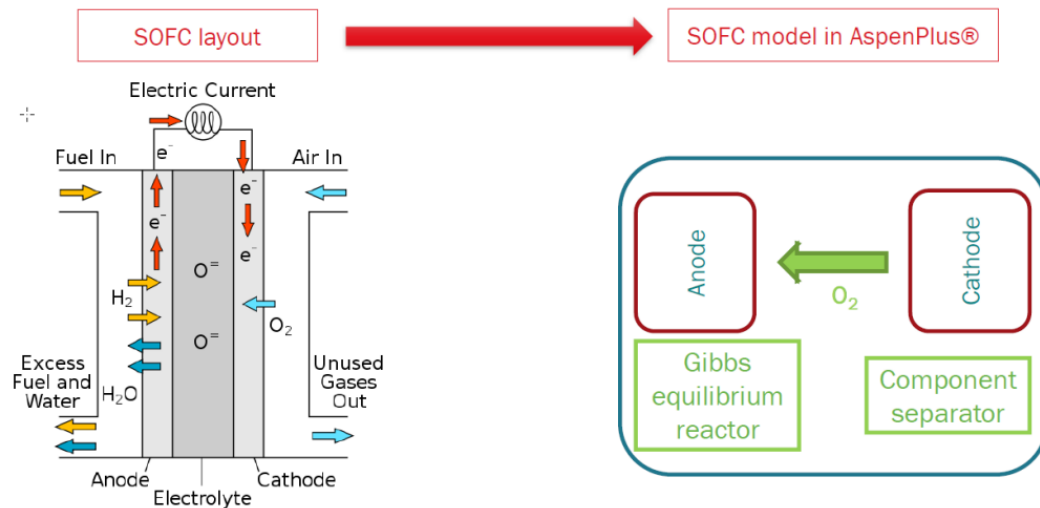 SOFC layout
SOFC model in AspenPlus®
Electric Current
Fuel In
e⁻
Air In
e⁻
e⁻
e⁻
O⁼
H₂
O₂
O⁼
Excess
Fuel and
Water
H₂O
Unused
Gases
Out
Anode
Cathode
Electrolyte
Anode
Cathode
O₂
Gibbs
equilibrium
reactor
Component
separator